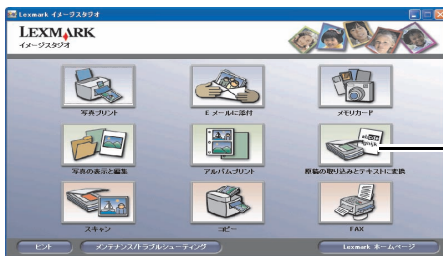 Lexmark イメージスタジオ
LEXMARK
イメージスタジオ
写真プリント
E メールに添付
メモリカード
写真の表示と編集
アルバムプリント
原稿の取り込みとテキストに変換
スキャン
コピー
FAX
ヒント
メンテナンス/トラブルシューティング
Lexmark ホームページ